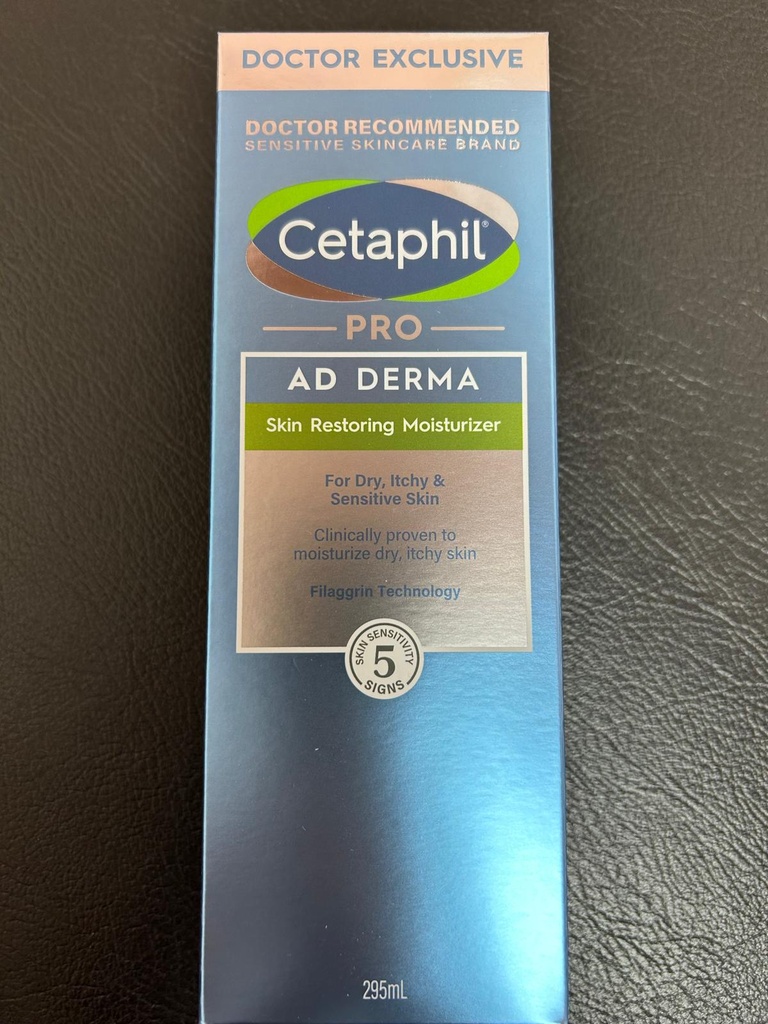 DOCTOR EXCLUSIVE
DOCTOR RECOMMENDED
SENSITIVE SKINCARE BRAND
Cetaphil®
PRO
AD DERMA
Skin Restoring Moisturizer
For Dry, Itchy &
Sensitive Skin
Clinically proven to
moisturize dry, itchy skin
Filaggrin Technology
SKIN SENSITIVITY
5
SIGNS
295mL